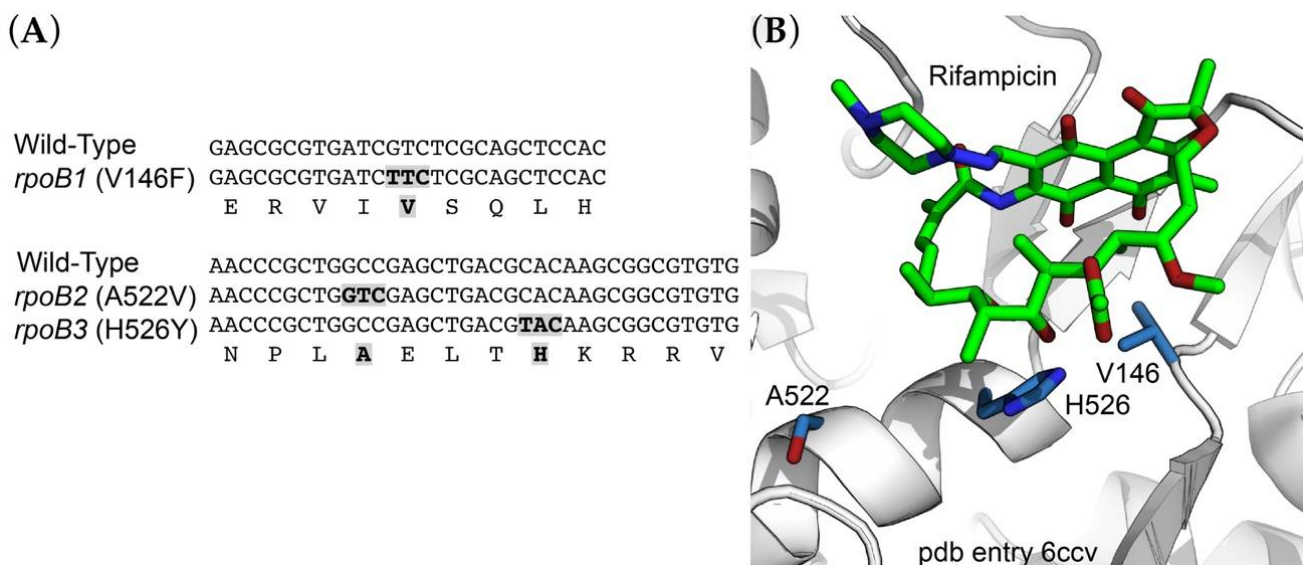 (A)
Wild-Type GAGCGCGTGATCGTCTCGCAGCTCCAC
rpoB1 (V146F) GAGCGCGTGATCTTCTCGCAGCTCCAC
E R V I V S Q L H
Wild-Type AACCCGCTGGCCGAGCTGACGCACAAGCGGCGTGTG
rpoB2 (A522V) AACCCGCTGGTCGAGCTGACGCACAAGCGGCGTGTG
rpoB3 (H526Y) AACCCGCTGGCCGAGCTGACGTACAAGCGGCGTGTG
N P L A E L T H K R R V
(B)
Rifampicin
V146
A522
H526
pdb entry 6ccv